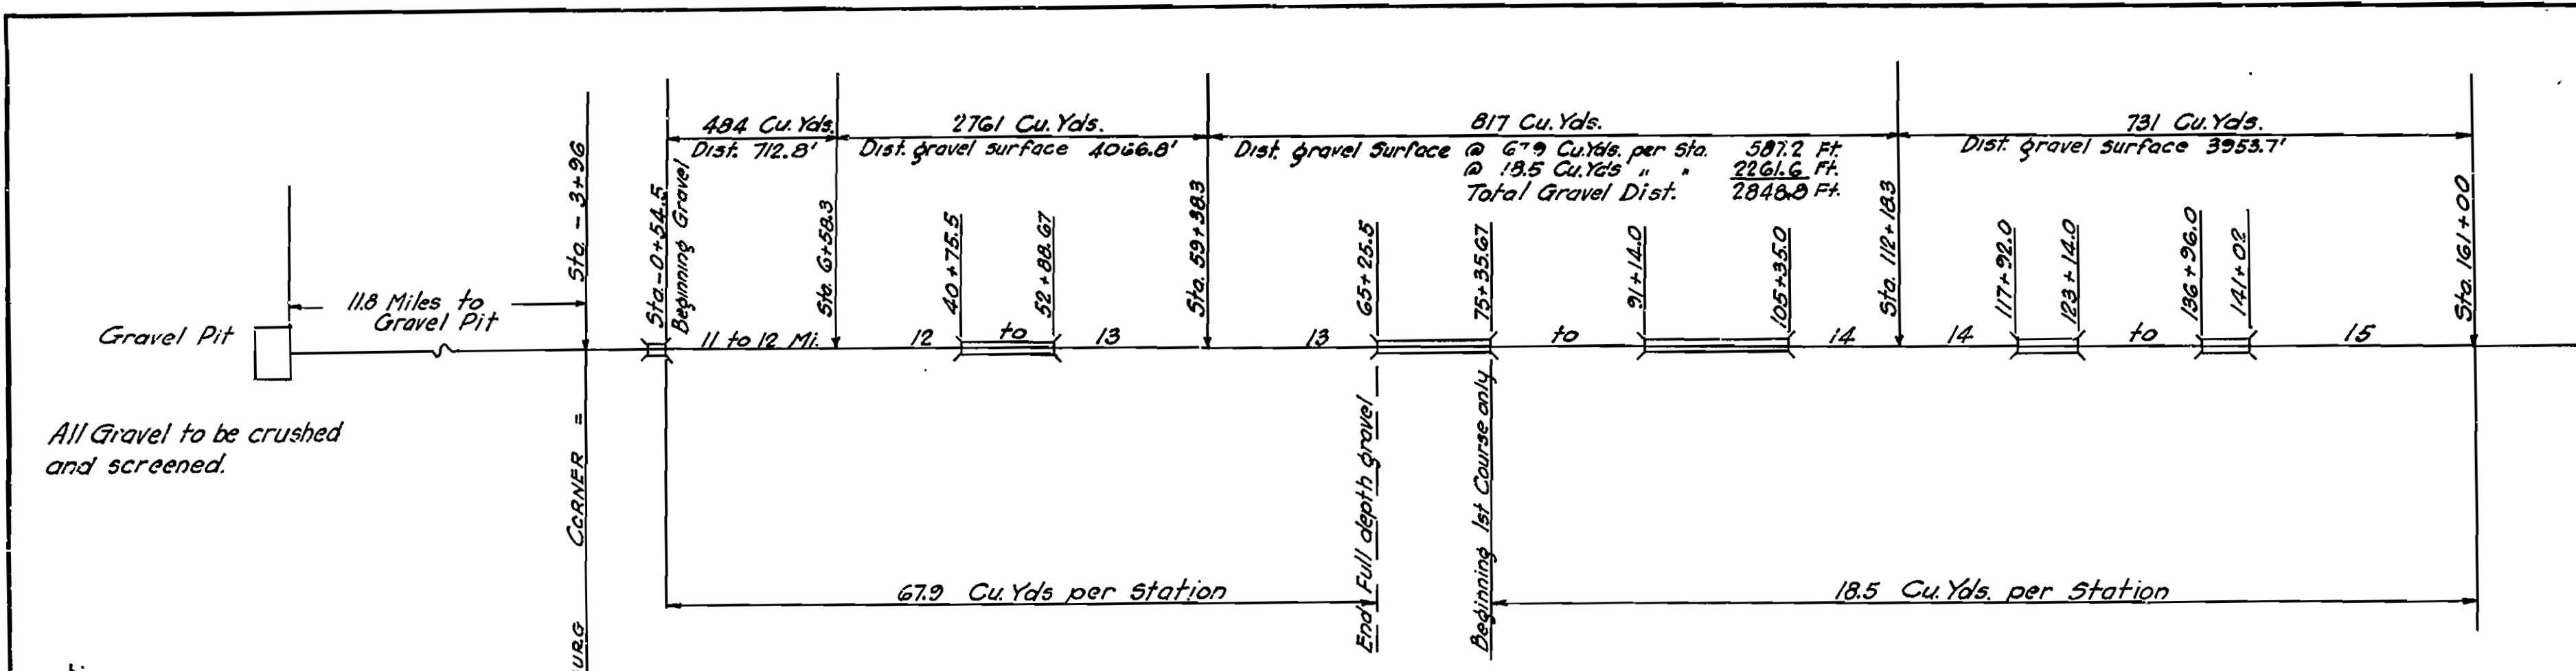 484 Cu. Yds.
Dist. 712.8'
2761 Cu. Yds.
Dist. gravel surface 4066.8'
817 Cu. Yds.
Dist. gravel Surface @ 67.9 Cu.Yds. per Sta. 587.2 Ft.
@ 18.5 Cu.Yds " " 2261.6 Ft.
Total Gravel Dist. 2848.8 Ft.
731 Cu. Yds.
Dist. gravel surface 3953.7'
Sta. - 3+96
Sta. -0+54.5
Beginning Gravel
Sta. 6+58.3
40+75.5
52+88.67
Sta. 59+38.3
65+25.5
75+35.67
91+14.0
105+35.0
Sta. 112+18.3
117+92.0
123+14.0
136+96.0
141+02
Sta. 161+00
Gravel Pit
11.8 Miles to
Gravel Pit
11 to 12 Mi.
12 to 13
13 to 14
14 to 15
All Gravel to be crushed
and screened.
CORNER =
URG
End Full depth gravel
Beginning 1st Course only
67.9 Cu. Yds per Station
18.5 Cu. Yds. per Station